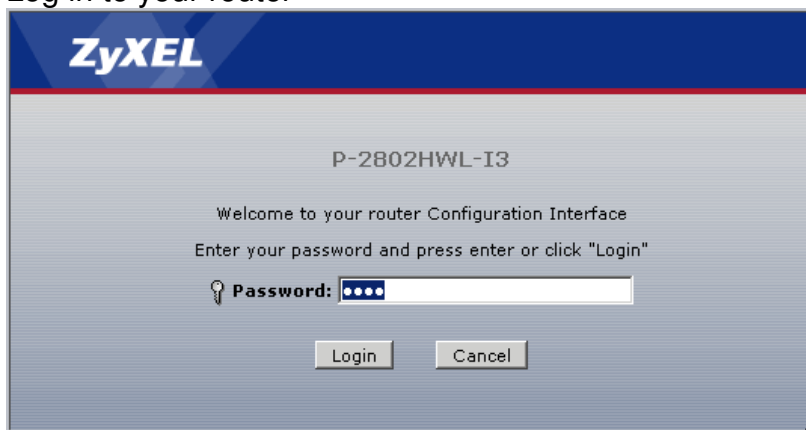 Log in to your router
ZyXEL
P-2802HWL-I3
Welcome to your router Configuration Interface
Enter your password and press enter or click "Login"
Password: ••••
Login Cancel